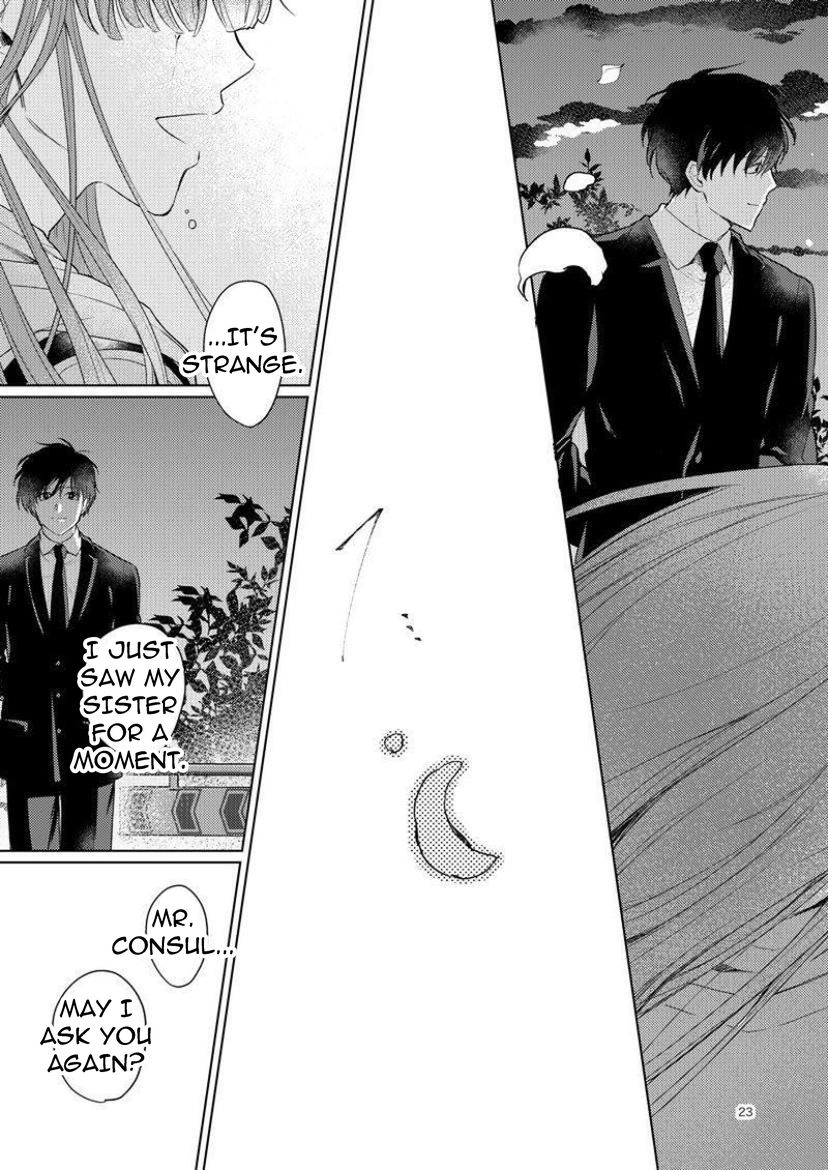 ...IT'S
STRANGE.
I JUST
SAW MY
SISTER
FOR A
MOMENT.
MR.
CONSUL...
MAY I
ASK YOU
AGAIN?
23